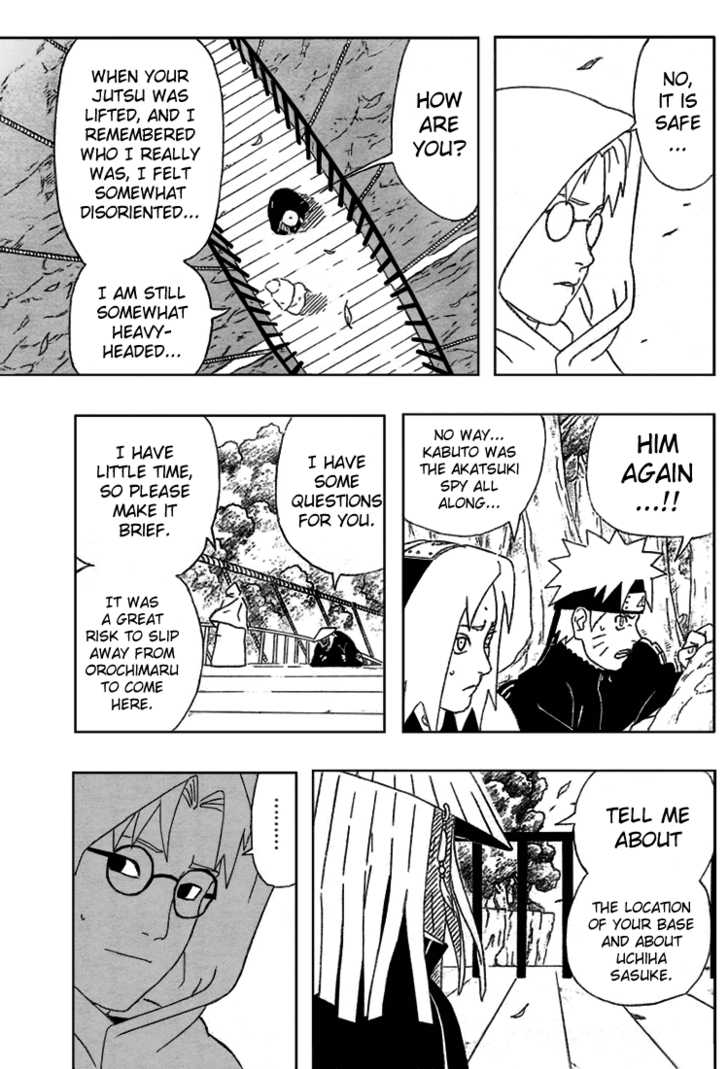 NO,
IT IS
SAFE
...
HOW
ARE
YOU?
WHEN YOUR
JUTSU WAS
LIFTED, AND I
REMEMBERED
WHO I REALLY
WAS, I FELT
SOMEWHAT
DISORIENTED...
I AM STILL
SOMEWHAT
HEAVY-
HEADED...
HIM
AGAIN
...!!
NO WAY...
KABUTO WAS
THE AKATSUKI
SPY ALL
ALONG...
I HAVE
SOME
QUESTIONS
FOR YOU.
I HAVE
LITTLE TIME,
SO PLEASE
MAKE IT
BRIEF.
IT WAS
A GREAT
RISK TO SLIP
AWAY FROM
OROCHIMARU
TO COME
HERE.
TELL ME
ABOUT
THE LOCATION
OF YOUR BASE
AND ABOUT
UCHIHA
SASUKE.
.........